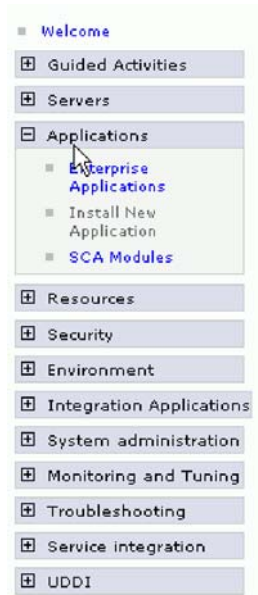 Welcome
Guided Activities
Servers
Applications
Enterprise
Applications
Install New
Application
SCA Modules
Resources
Security
Environment
Integration Applications
System administration
Monitoring and Tuning
Troubleshooting
Service integration
UDDI